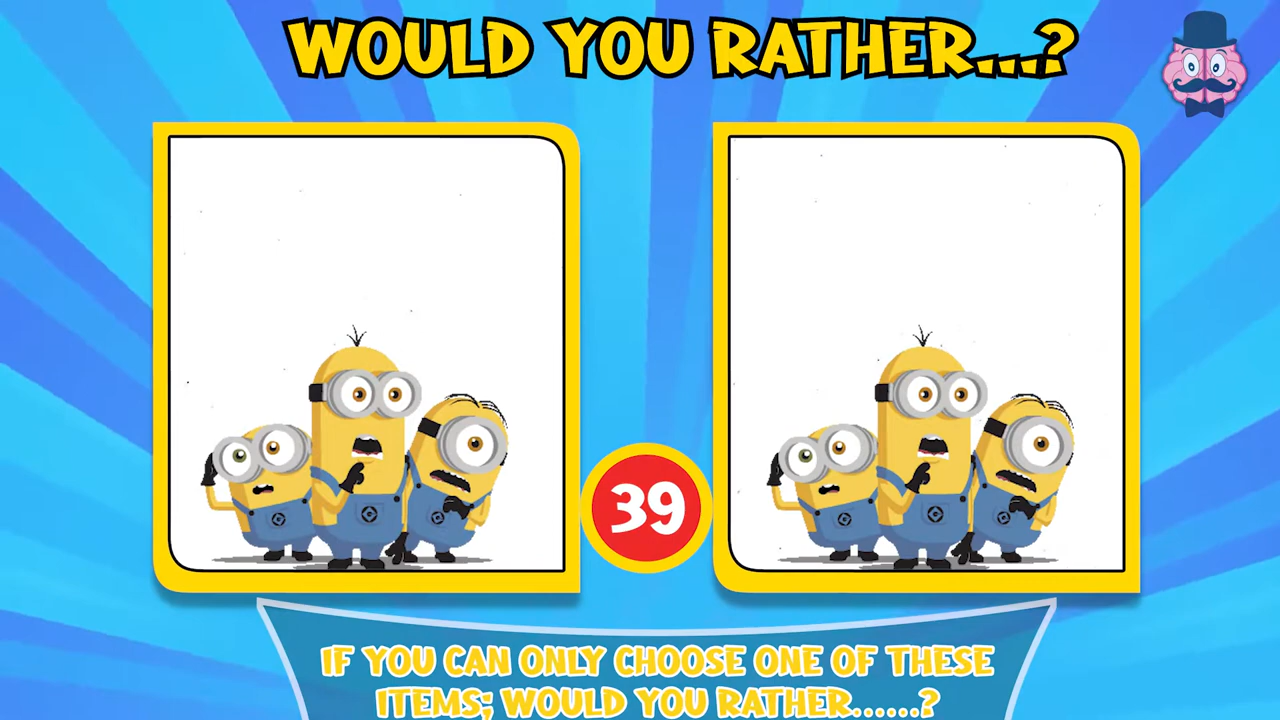 WOULD YOU RATHER...?
39
IF YOU CAN ONLY CHOOSE ONE OF THESE
ITEMS; WOULD YOU RATHER......?